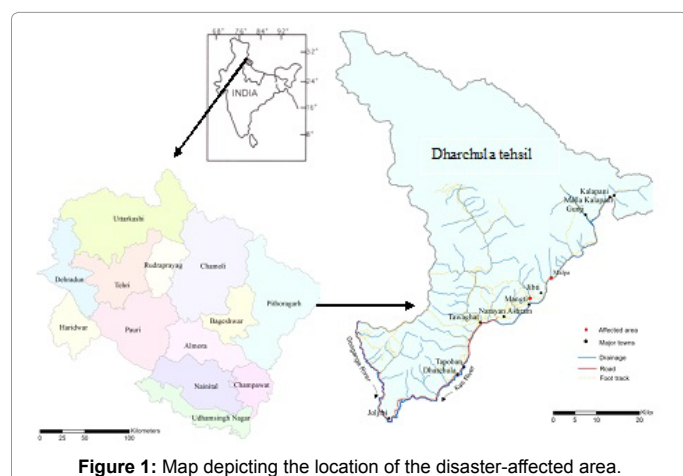 68° 76° 84° 92°
32°
24°
16°
8°
INDIA
Dharchula tehsil
Kalapani
Malla Kalapani
Gunji
Malpa
Jibti
Mangti
Narayan Ashram
Tawaghat
Tapoban
Dharchula
Goriganga River
Kali River
Jouljibi
Uttarkashi
Dehradun
Tehri
Rudraprayag
Chamoli
Haridwar
Pauri
Bageshwar
Pithoragarh
Almora
Nainital
Champawat
Udhamsingh Nagar
Kilometers
0 25 50 100
Affected area
Major towns
Drainage
Road
Foot track
Kilo
0 5 10 20
Figure 1: Map depicting the location of the disaster-affected area.